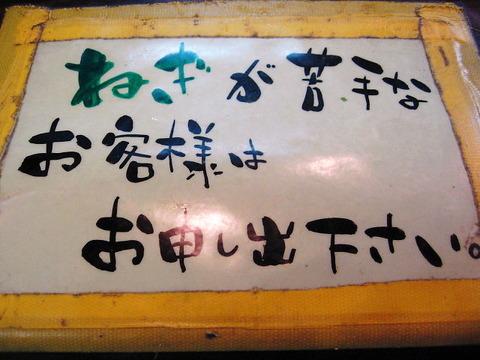 ねぎが苦手な
お客様は
お申し出下さい。